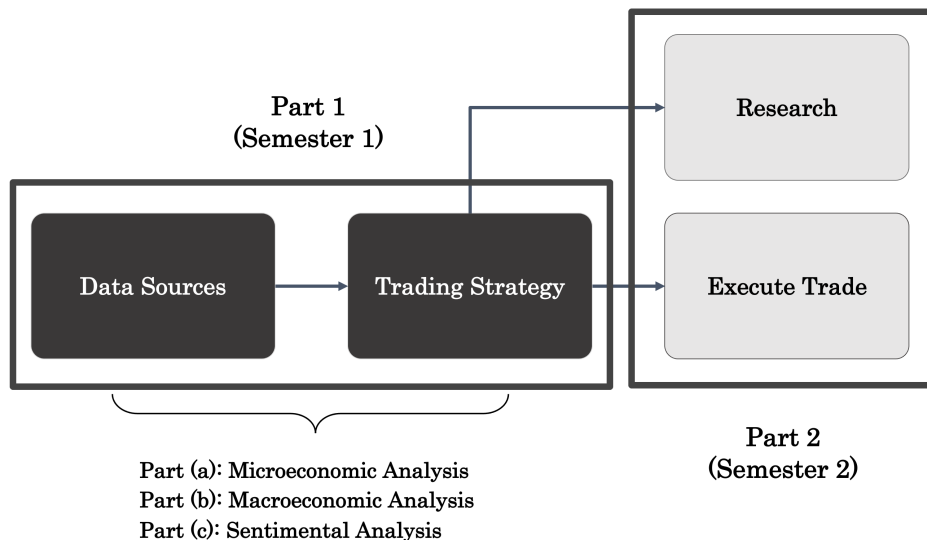 Part 1
(Semester 1)
Research
Data Sources
Trading Strategy
Execute Trade
Part 2
(Semester 2)
Part (a): Microeconomic Analysis
Part (b): Macroeconomic Analysis
Part (c): Sentimental Analysis